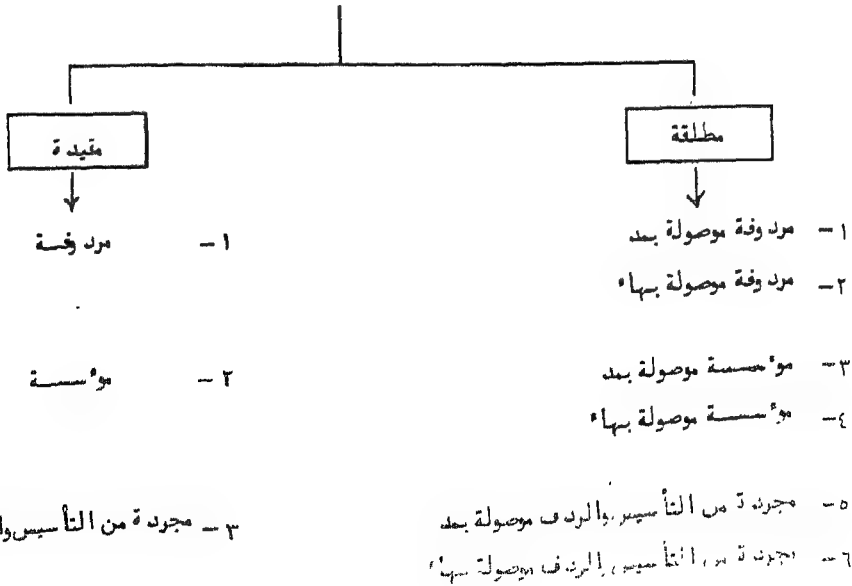 مطلقة
١- مردوفة موصولة بمد
٢- مردوفة موصولة بهاء
٣- مؤسسة موصولة بمد
٤- مؤسسة موصولة بهاء
٥- مجردة من التأسيس والردف موصولة بمد
٦- مجردة من التأسيس والردف موصولة بهاء
مقيدة
١- مردوفة
٢- مؤسسة
٣- مجردة من التأسيس